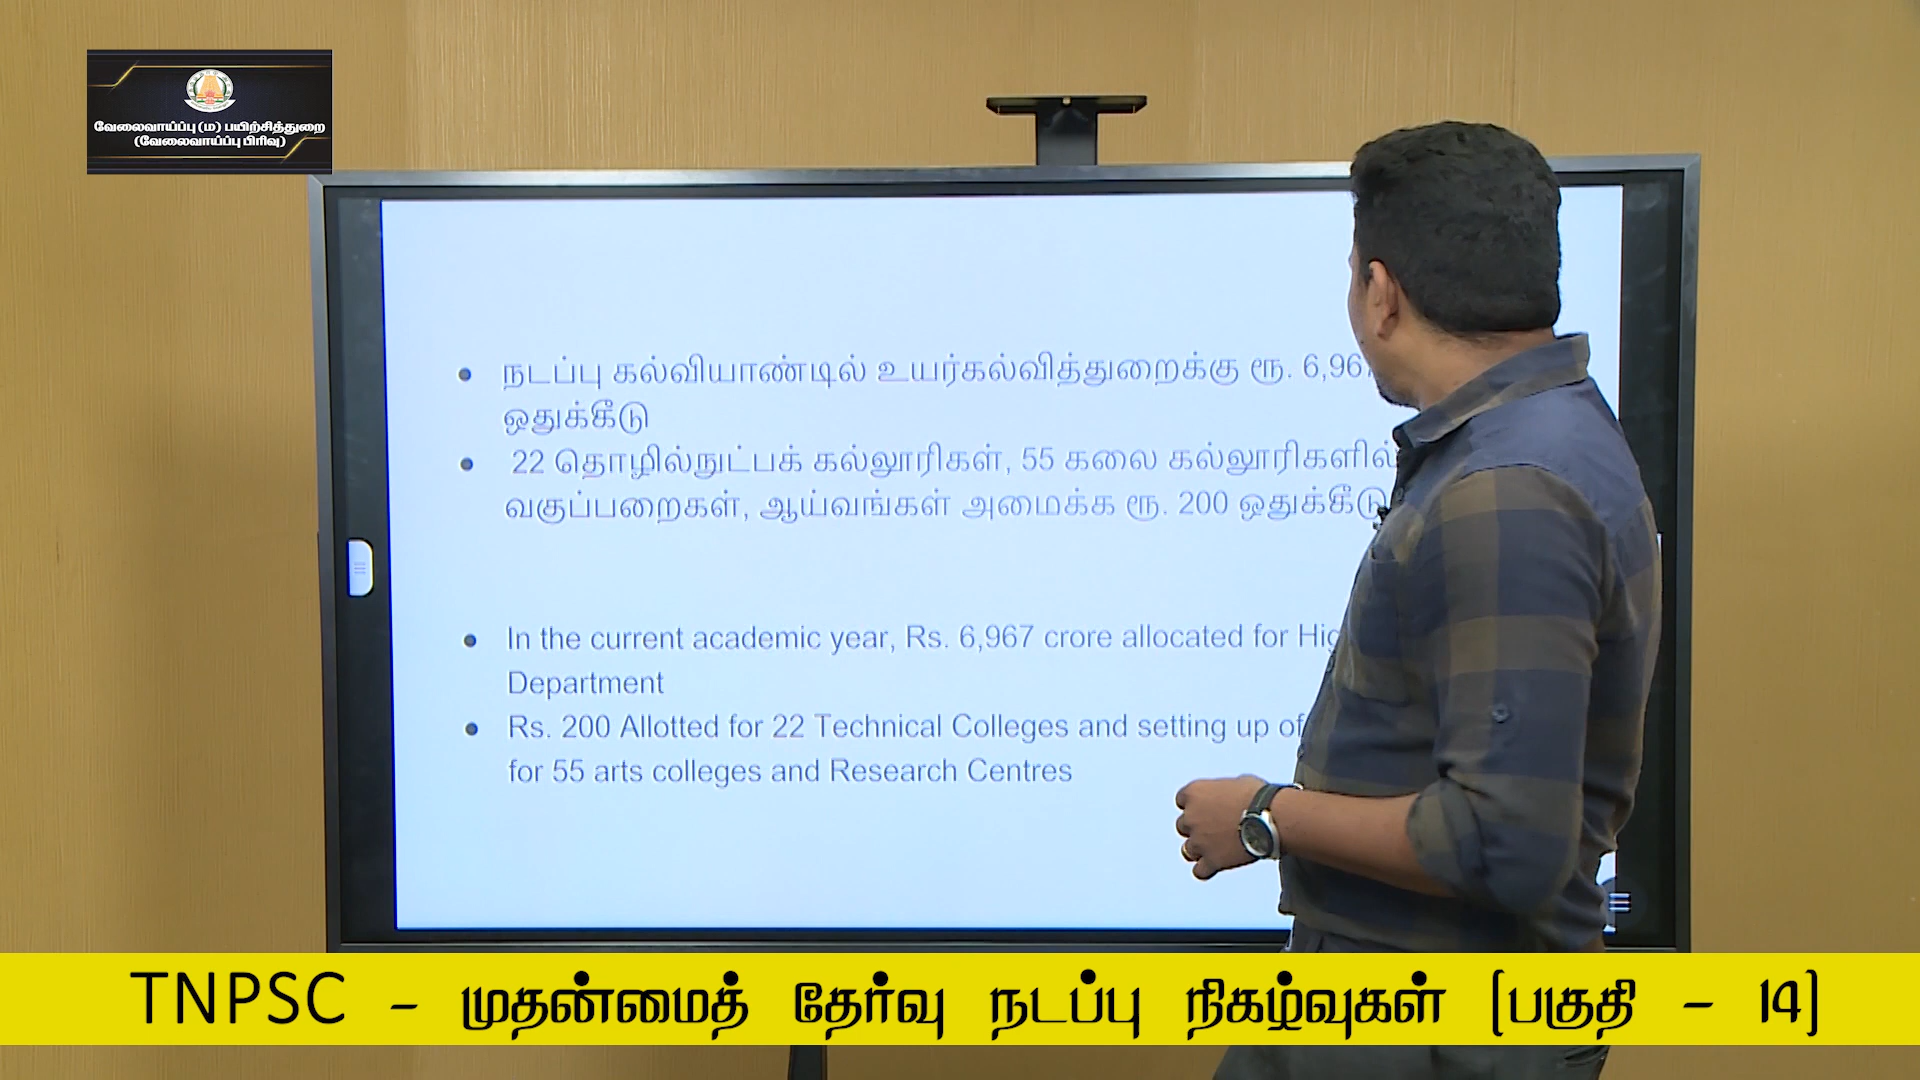 வேலைவாய்ப்பு (ம) பயிற்சித்துறை
(வேலைவாய்ப்பு பிரிவு)
நடப்பு கல்வியாண்டில் உயர்கல்வித்துறைக்கு ரூ. 6,967
ஒதுக்கீடு
22 தொழில்நுட்பக் கல்லூரிகள், 55 கலை கல்லூரிகளில்
வகுப்பறைகள், ஆய்வங்கள் அமைக்க ரூ. 200 ஒதுக்கீடு
In the current academic year, Rs. 6,967 crore allocated for
Department
Rs. 200 Allotted for 22 Technical Colleges and setting up of
for 55 arts colleges and Research Centres
TNPSC - முதன்மைத் தேர்வு நடப்பு நிகழ்வுகள் (பகுதி - 14)